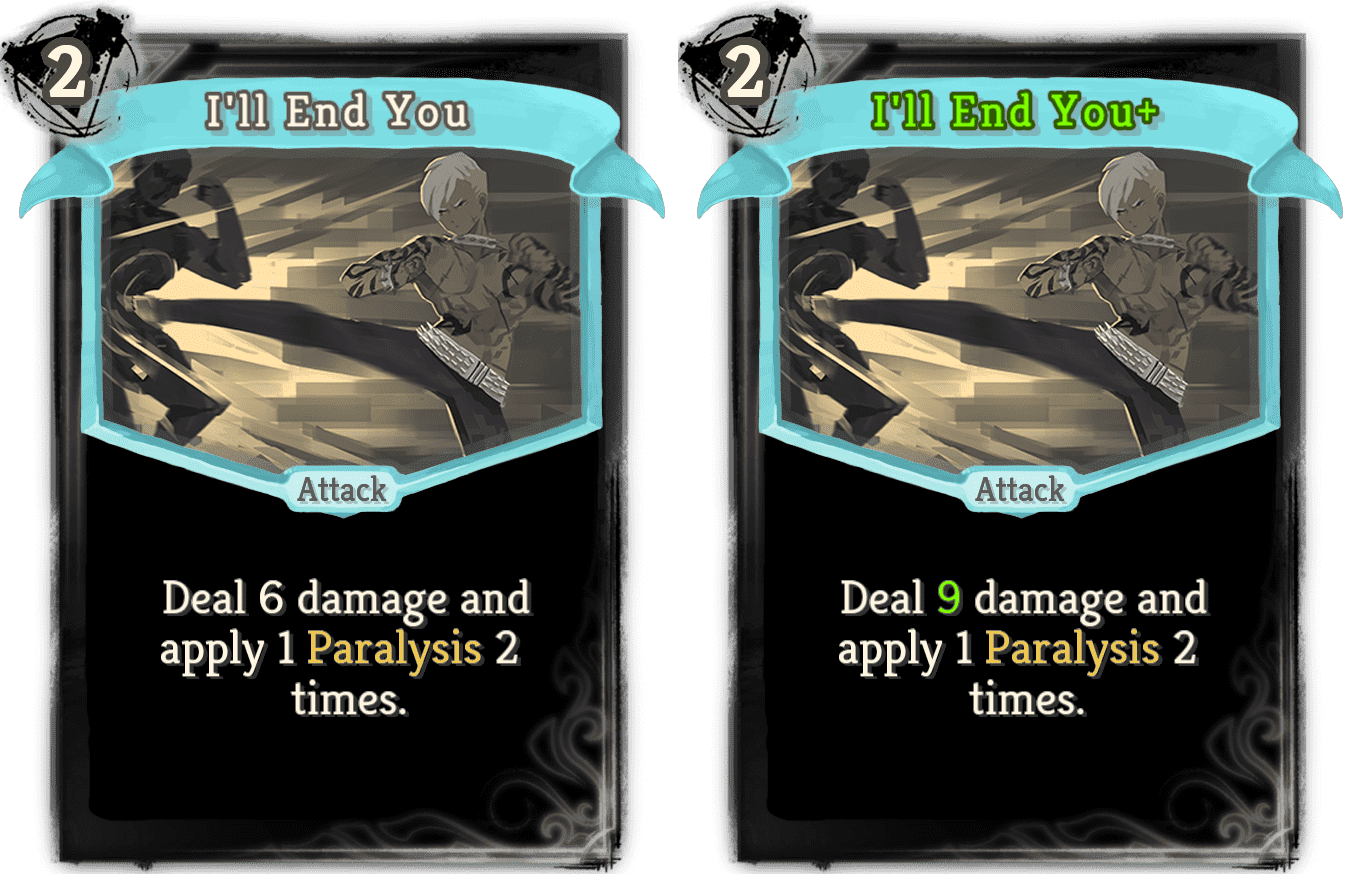 2
I'll End You
Attack
Deal 6 damage and
apply 1 Paralysis 2
times.
2
I'll End You+
Attack
Deal 9 damage and
apply 1 Paralysis 2
times.